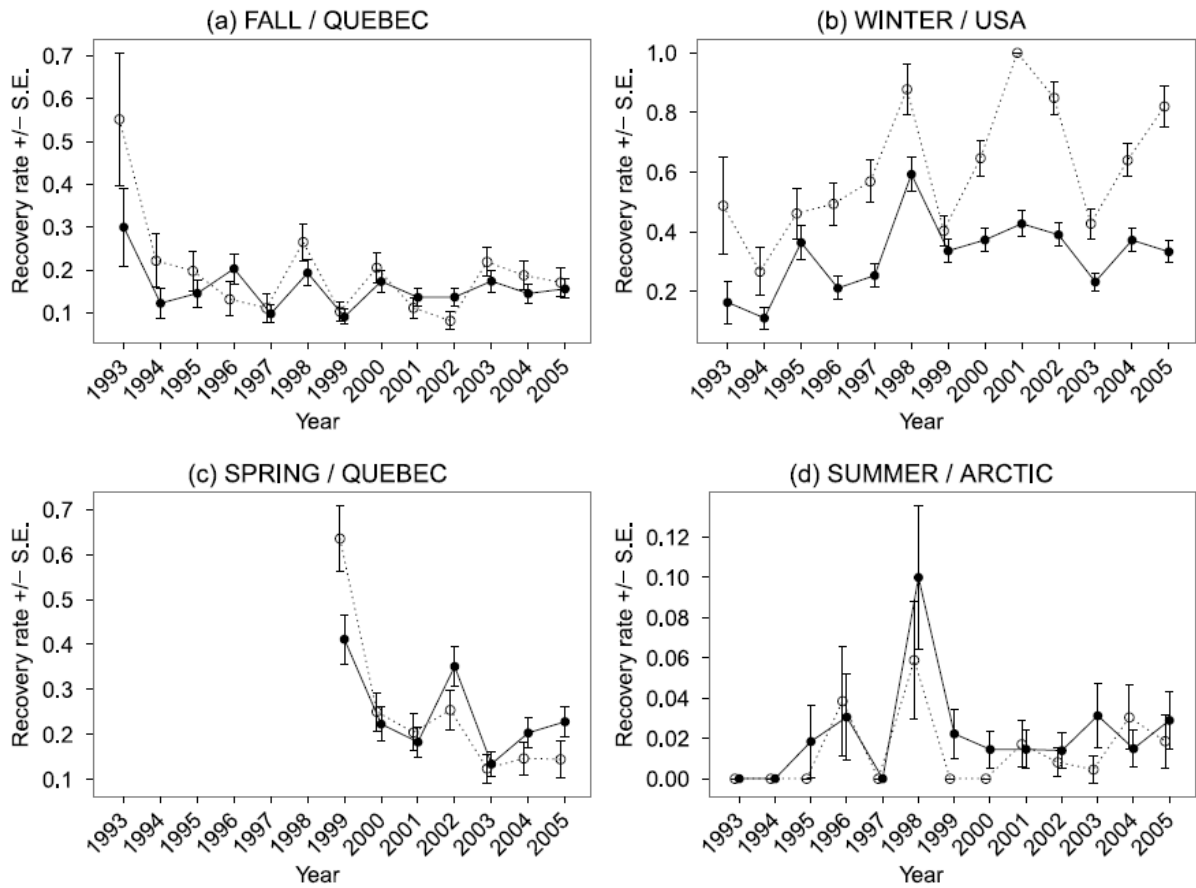 (a) FALL / QUEBEC
Recovery rate +/− S.E.
0.7
0.6
0.5
0.4
0.3
0.2
0.1
1993 1994 1995 1996 1997 1998 1999 2000 2001 2002 2003 2004 2005
Year
(b) WINTER / USA
Recovery rate +/− S.E.
1.0
0.8
0.6
0.4
0.2
1993 1994 1995 1996 1997 1998 1999 2000 2001 2002 2003 2004 2005
Year
(c) SPRING / QUEBEC
Recovery rate +/− S.E.
0.7
0.6
0.5
0.4
0.3
0.2
0.1
1993 1994 1995 1996 1997 1998 1999 2000 2001 2002 2003 2004 2005
Year
(d) SUMMER / ARCTIC
Recovery rate +/− S.E.
0.12
0.10
0.08
0.06
0.04
0.02
0.00
1993 1994 1995 1996 1997 1998 1999 2000 2001 2002 2003 2004 2005
Year